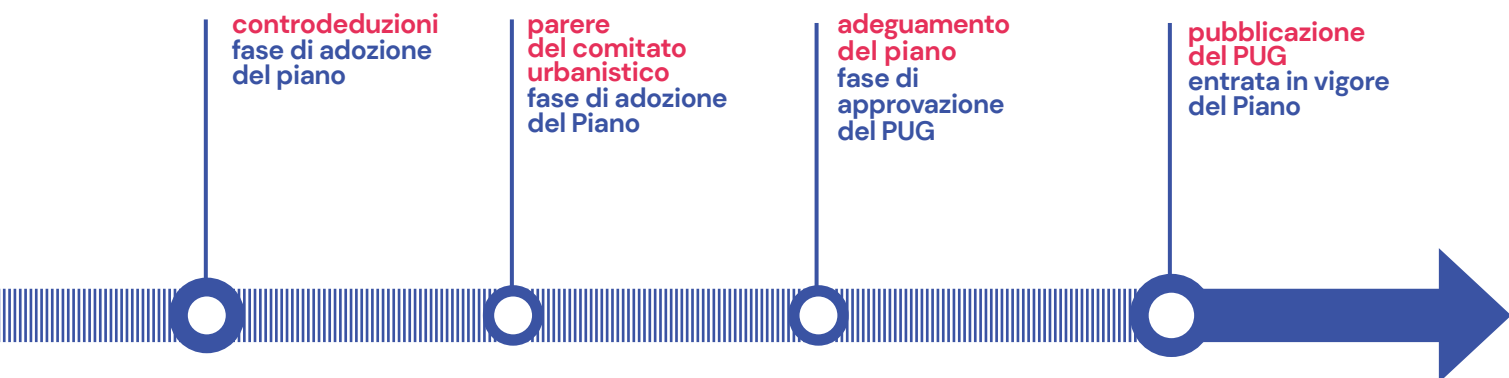 controdeduzioni
fase di adozione
del piano
parere
del comitato
urbanistico
fase di adozione
del Piano
adeguamento
del piano
fase di
approvazione
del PUG
pubblicazione
del PUG
entrata in vigore
del Piano